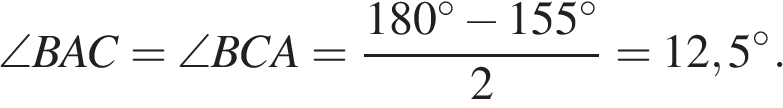 ∠BAC = ∠BCA = (180° − 155°)/2 = 12,5°.